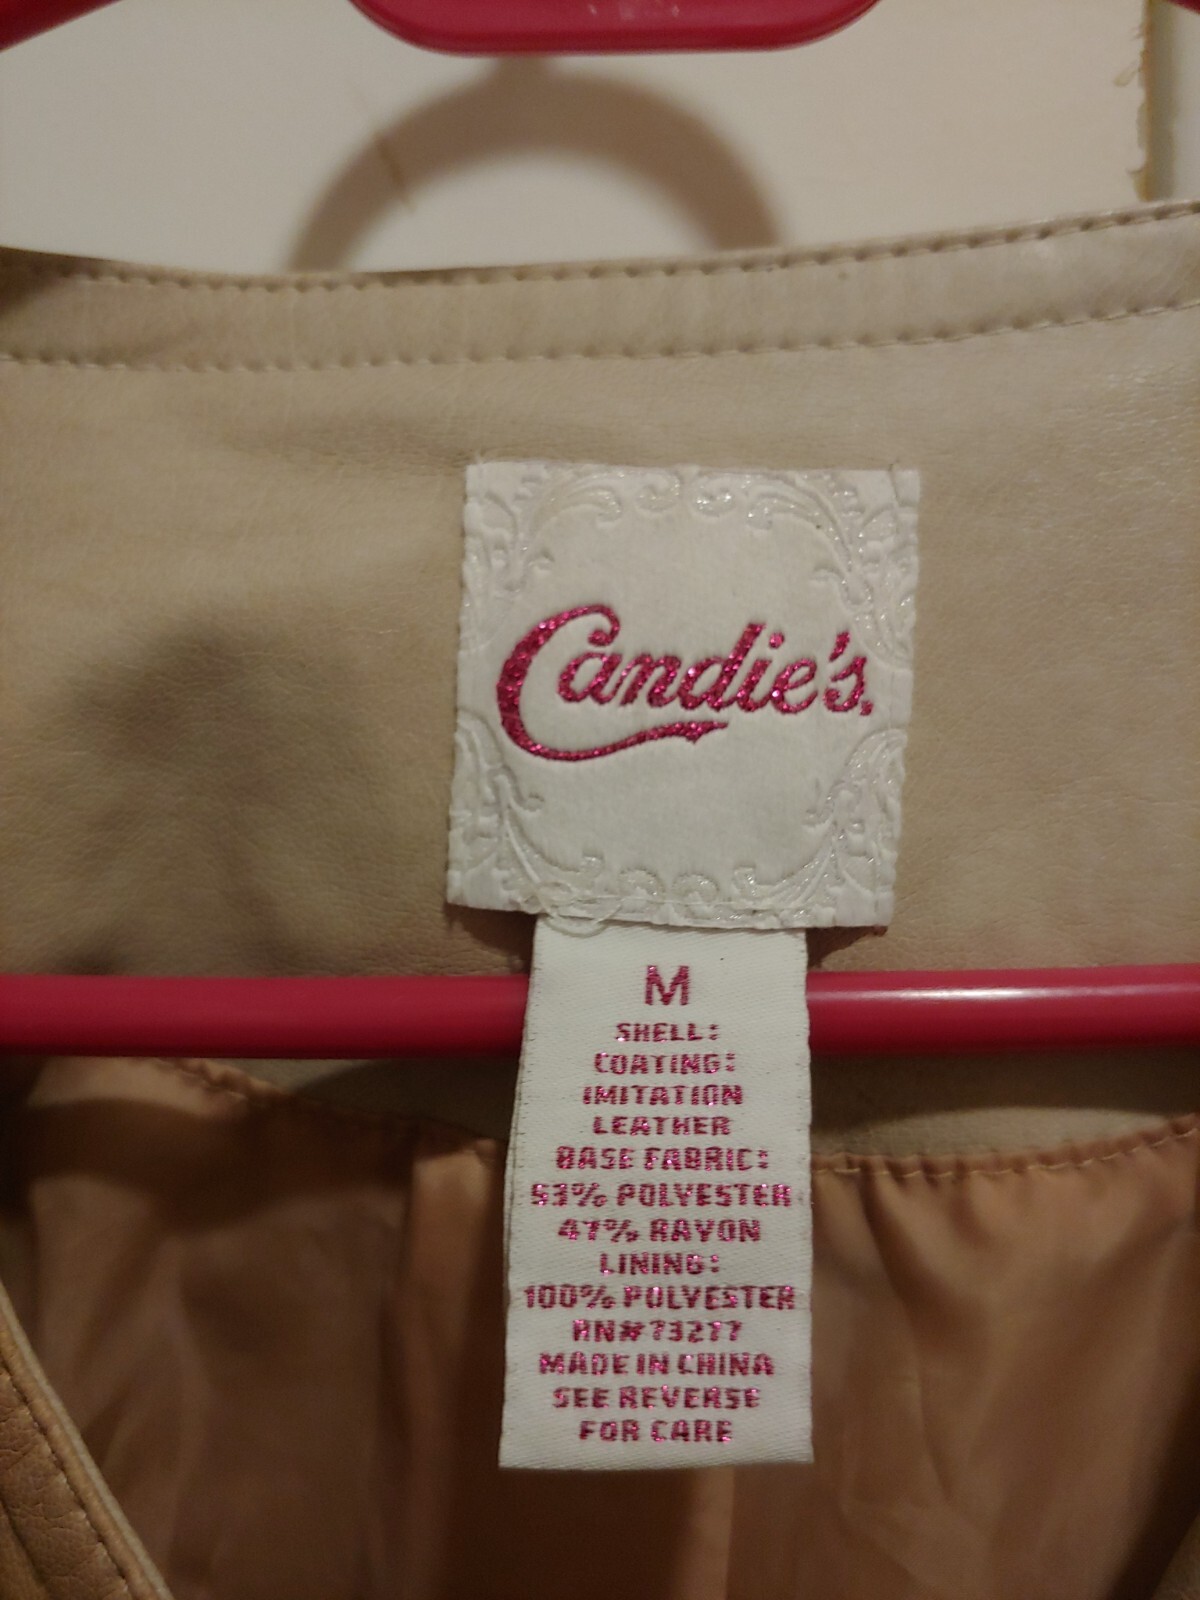 Candie's.
M
SHELL:
COATING:
IMITATION
LEATHER
BASE FABRIC:
53% POLYESTER
47% RAYON
LINING:
100% POLYESTER
RN#73277
MADE IN CHINA
SEE REVERSE
FOR CARE